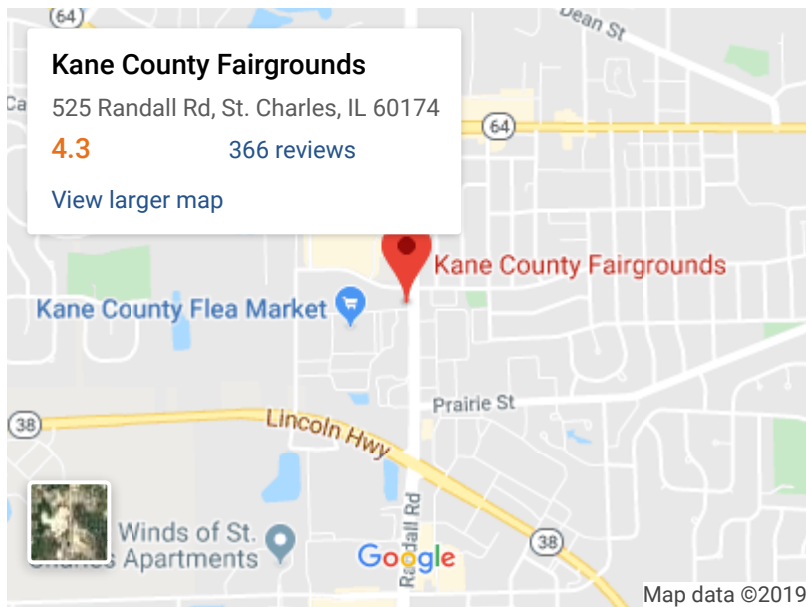 64
Dean St
Kane County Fairgrounds
525 Randall Rd, St. Charles, IL 60174
4.3 366 reviews
View larger map
Ca
64
Kane County Fairgrounds
Kane County Flea Market
Prairie St
38
Lincoln Hwy
Randall Rd
Winds of St.
Charles Apartments
38
Google
Map data ©2019